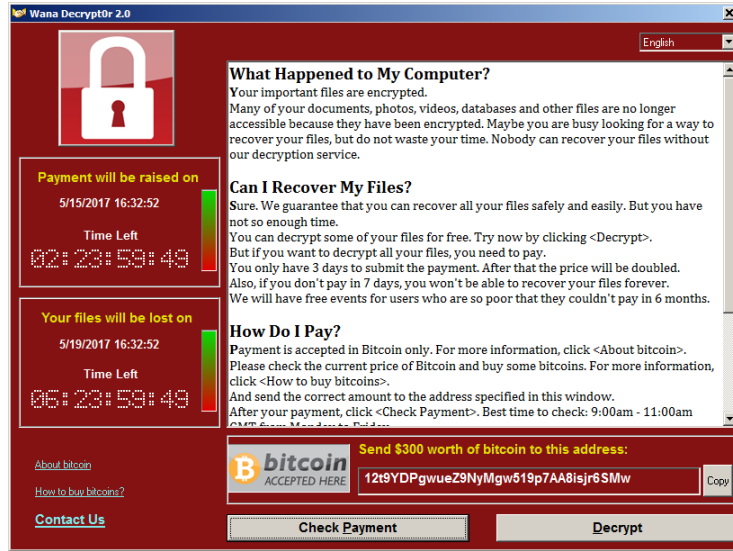 Wana Decrypt0r 2.0
English
What Happened to My Computer?
Your important files are encrypted.
Many of your documents, photos, videos, databases and other files are no longer
accessible because they have been encrypted. Maybe you are busy looking for a way to
recover your files, but do not waste your time. Nobody can recover your files without
our decryption service.
Can I Recover My Files?
Sure. We guarantee that you can recover all your files safely and easily. But you have
not so enough time.
You can decrypt some of your files for free. Try now by clicking <Decrypt>.
But if you want to decrypt all your files, you need to pay.
You only have 3 days to submit the payment. After that the price will be doubled.
Also, if you don't pay in 7 days, you won't be able to recover your files forever.
We will have free events for users who are so poor that they couldn't pay in 6 months.
How Do I Pay?
Payment is accepted in Bitcoin only. For more information, click <About bitcoin>.
Please check the current price of Bitcoin and buy some bitcoins. For more information,
click <How to buy bitcoins>.
And send the correct amount to the address specified in this window.
After your payment, click <Check Payment>. Best time to check: 9:00am - 11:00am
GMT from Monday to Friday.
Payment will be raised on
5/15/2017 16:32:52
Time Left
02:23:59:49
Your files will be lost on
5/19/2017 16:32:52
Time Left
06:23:59:49
About bitcoin
How to buy bitcoins?
Contact Us
bitcoin
ACCEPTED HERE
Send $300 worth of bitcoin to this address:
12t9YDPgwueZ9NyMgw519p7AA8isjr6SMw
Copy
Check Payment
Decrypt